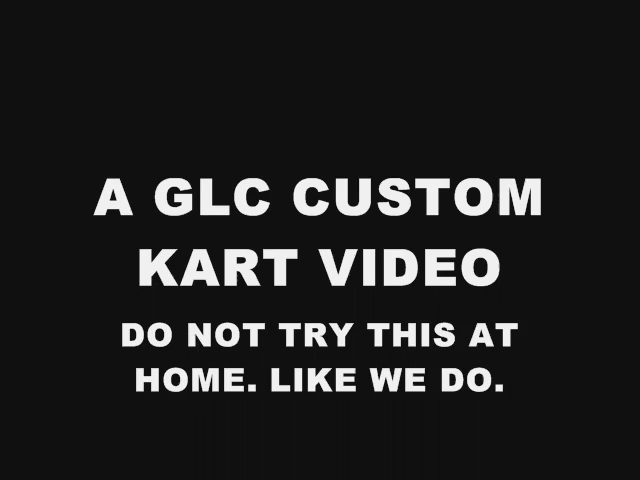 A GLC CUSTOM
KART VIDEO
DO NOT TRY THIS AT
HOME. LIKE WE DO.